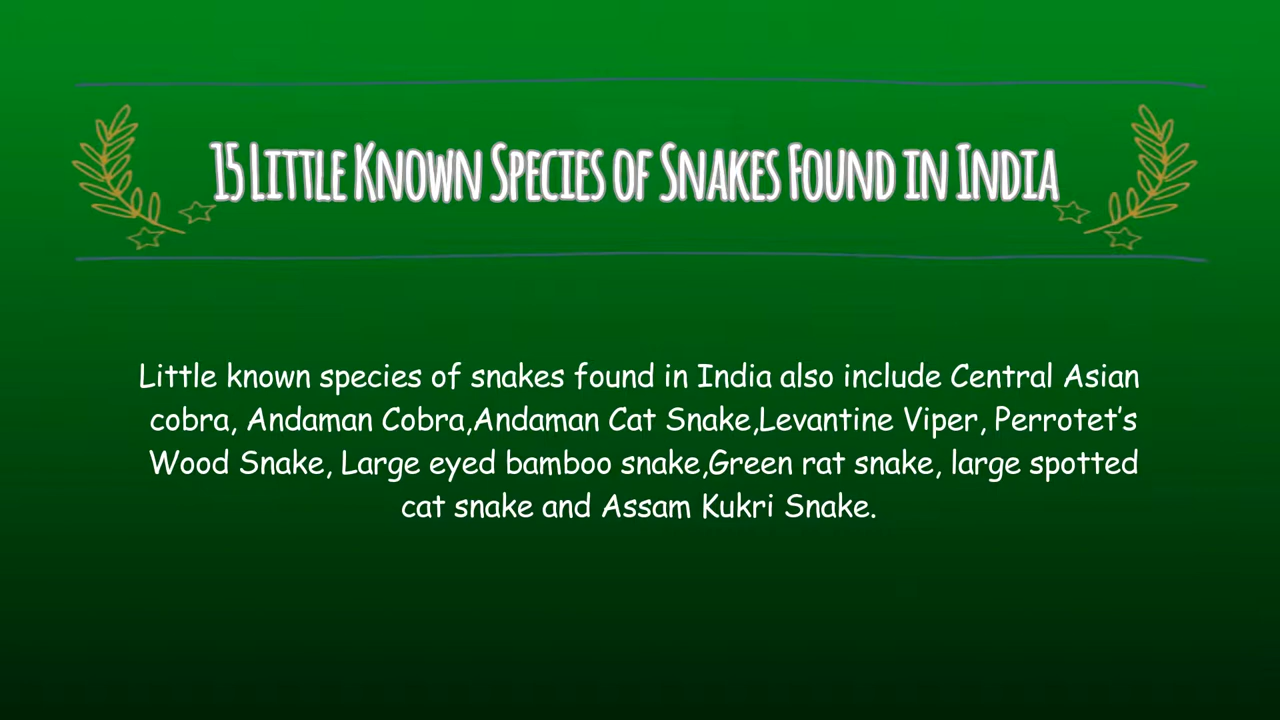 15 Little Known Species of Snakes Found in India
Little known species of snakes found in India also include Central Asian
cobra, Andaman Cobra,Andaman Cat Snake,Levantine Viper, Perrotet’s
Wood Snake, Large eyed bamboo snake,Green rat snake, large spotted
cat snake and Assam Kukri Snake.